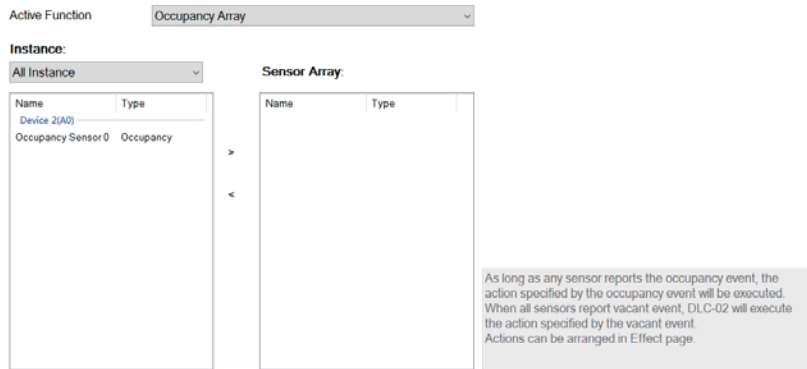 Active Function Occupancy Array
Instance:
All Instance
Sensor Array:
Name Type
Device 2(A0)
Occupancy Sensor 0 Occupancy
>
<
Name Type
As long as any sensor reports the occupancy event, the
action specified by the occupancy event will be executed.
When all sensors report vacant event, DLC-02 will execute
the action specified by the vacant event.
Actions can be arranged in Effect page.